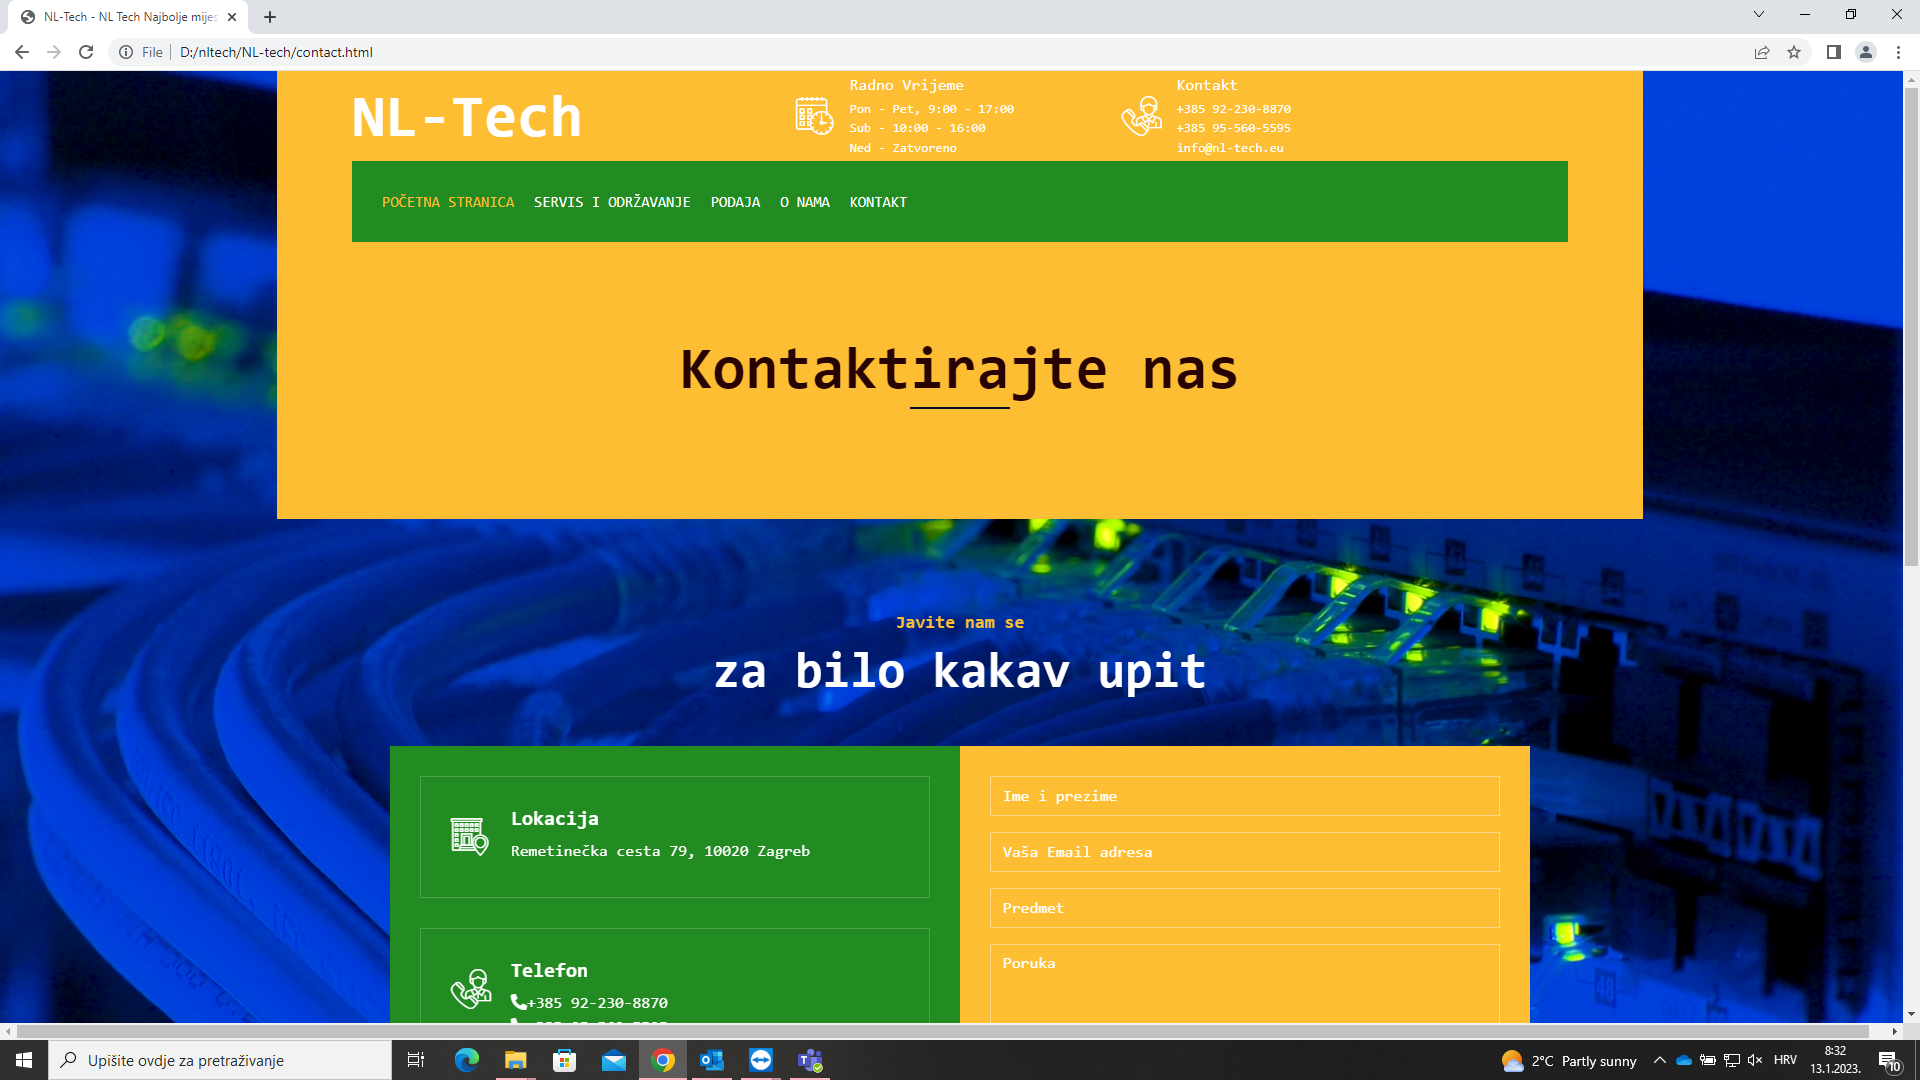 NL-Tech - NL Tech Najbolje mijes
File
D:/nltech/NL-tech/contact.html
NL-Tech
Radno Vrijeme
Pon - Pet, 9:00 - 17:00
Sub - 10:00 - 16:00
Ned - Zatvoreno
Kontakt
+385 92-230-8870
+385 95-560-5595
info@nl-tech.eu
POČETNA STRANICA SERVIS I ODRŽAVANJE PODAJA O NAMA KONTAKT
Kontaktirajte nas
Javite nam se
za bilo kakav upit
Lokacija
Remetinečka cesta 79, 10020 Zagreb
Telefon
+385 92-230-8870
Ime i prezime
Vaša Email adresa
Predmet
Poruka
Upišite ovdje za pretraživanje
2°C Partly sunny
HRV
8:32
13.1.2023.
10